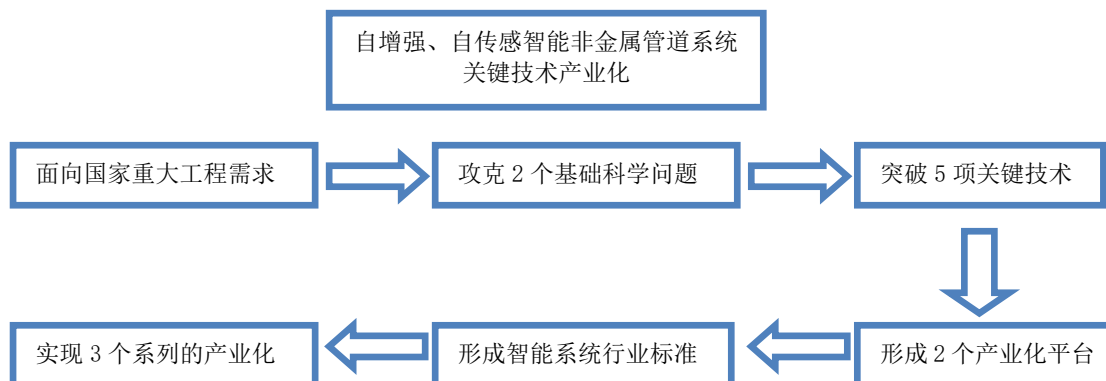 自增强、自传感智能非金属管道系统
关键技术产业化
面向国家重大工程需求
攻克 2 个基础科学问题
突破 5 项关键技术
实现 3 个系列的产业化
形成智能系统行业标准
形成 2 个产业化平台